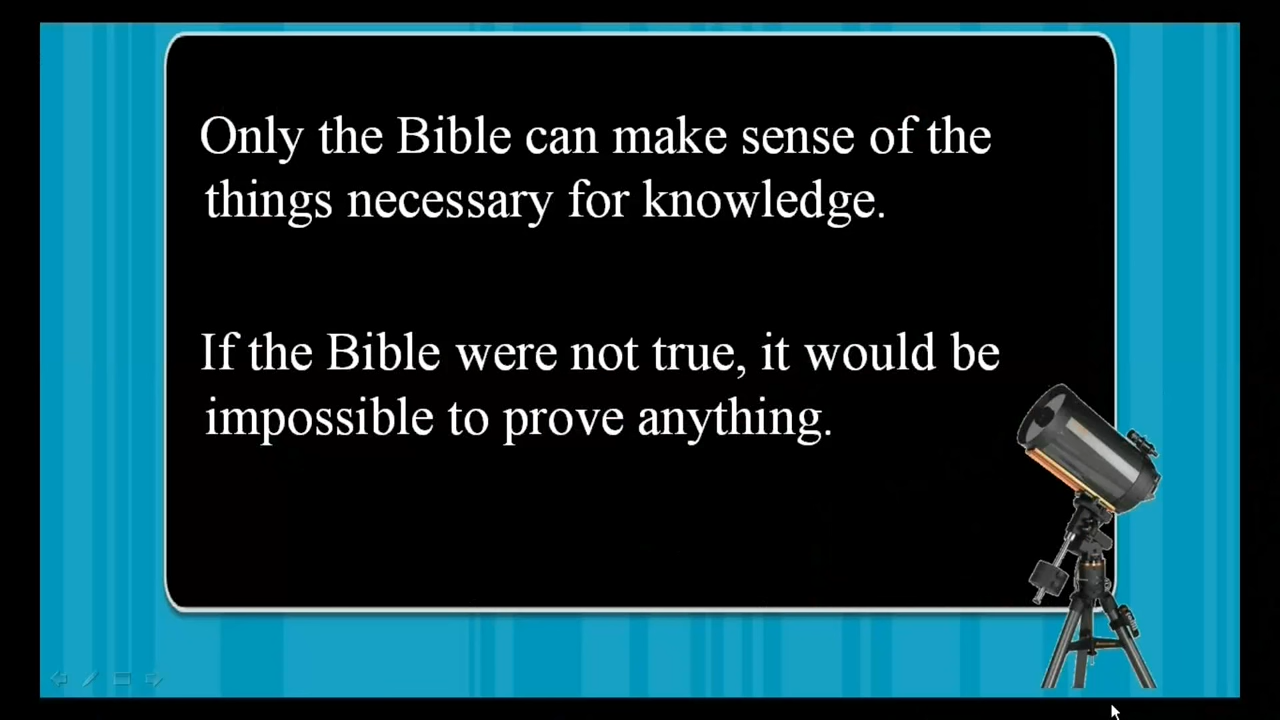 Only the Bible can make sense of the
things necessary for knowledge.
If the Bible were not true, it would be
impossible to prove anything.